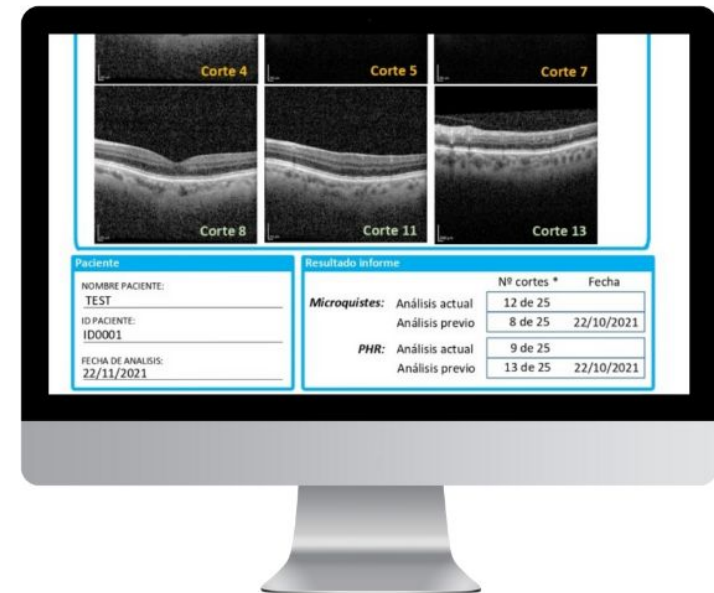 Corte 4
Corte 5
Corte 7
Corte 8
Corte 11
Corte 13
Paciente
NOMBRE PACIENTE:
TEST
ID PACIENTE:
ID0001
FECHA DE ANALISIS:
22/11/2021
Resultado informe
Nº cortes * Fecha
Microquistes: Análisis actual 12 de 25
Análisis previo 8 de 25 22/10/2021
PHR: Análisis actual 9 de 25
Análisis previo 13 de 25 22/10/2021